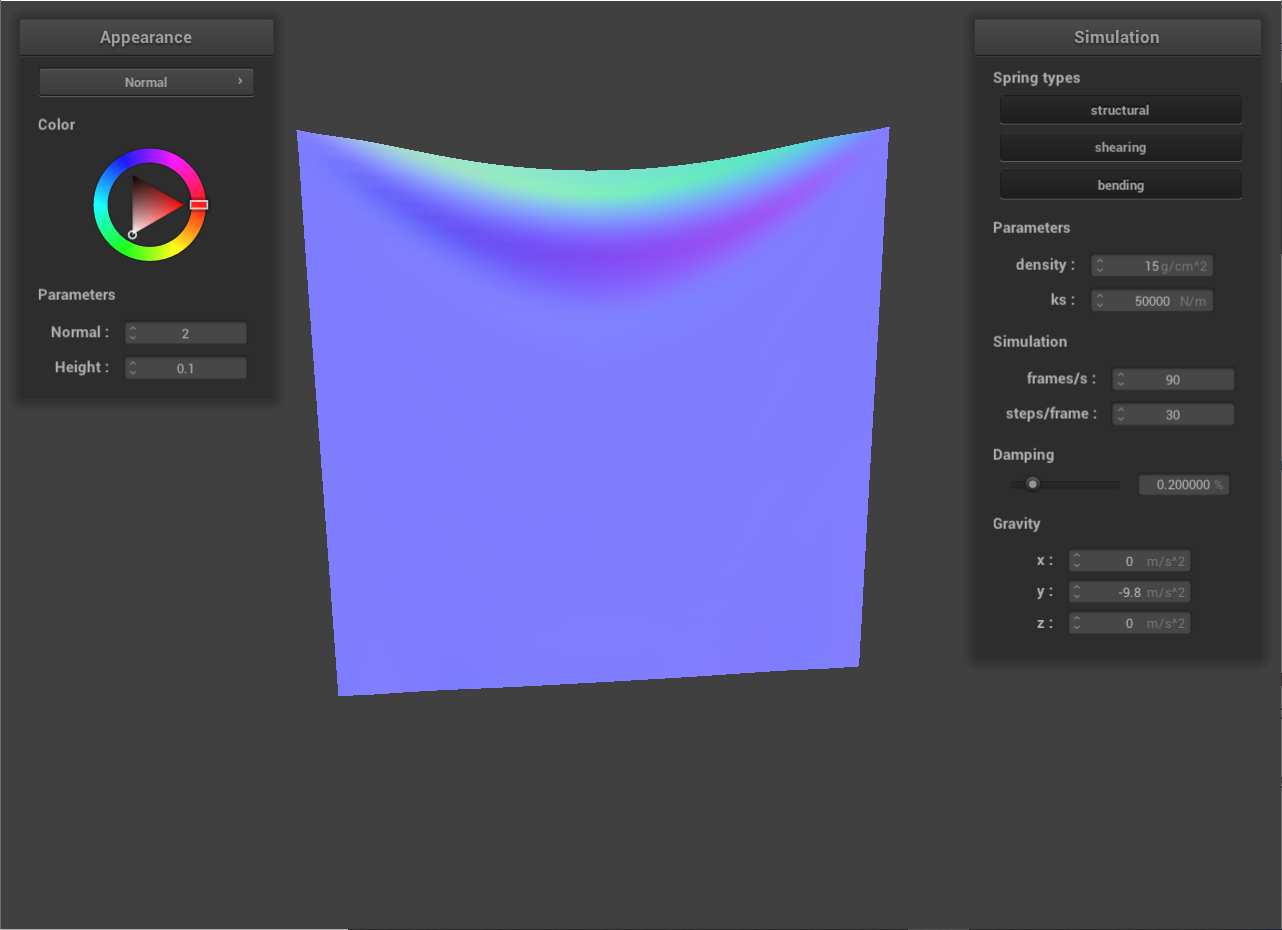 Appearance
Normal
Color
Parameters
Normal : 2
Height : 0.1
Simulation
Spring types
structural
shearing
bending
Parameters
density : 15 g/cm^2
ks : 50000 N/m
Simulation
frames/s : 90
steps/frame : 30
Damping
0.200000 %
Gravity
x : 0 m/s^2
y : -9.8 m/s^2
z : 0 m/s^2